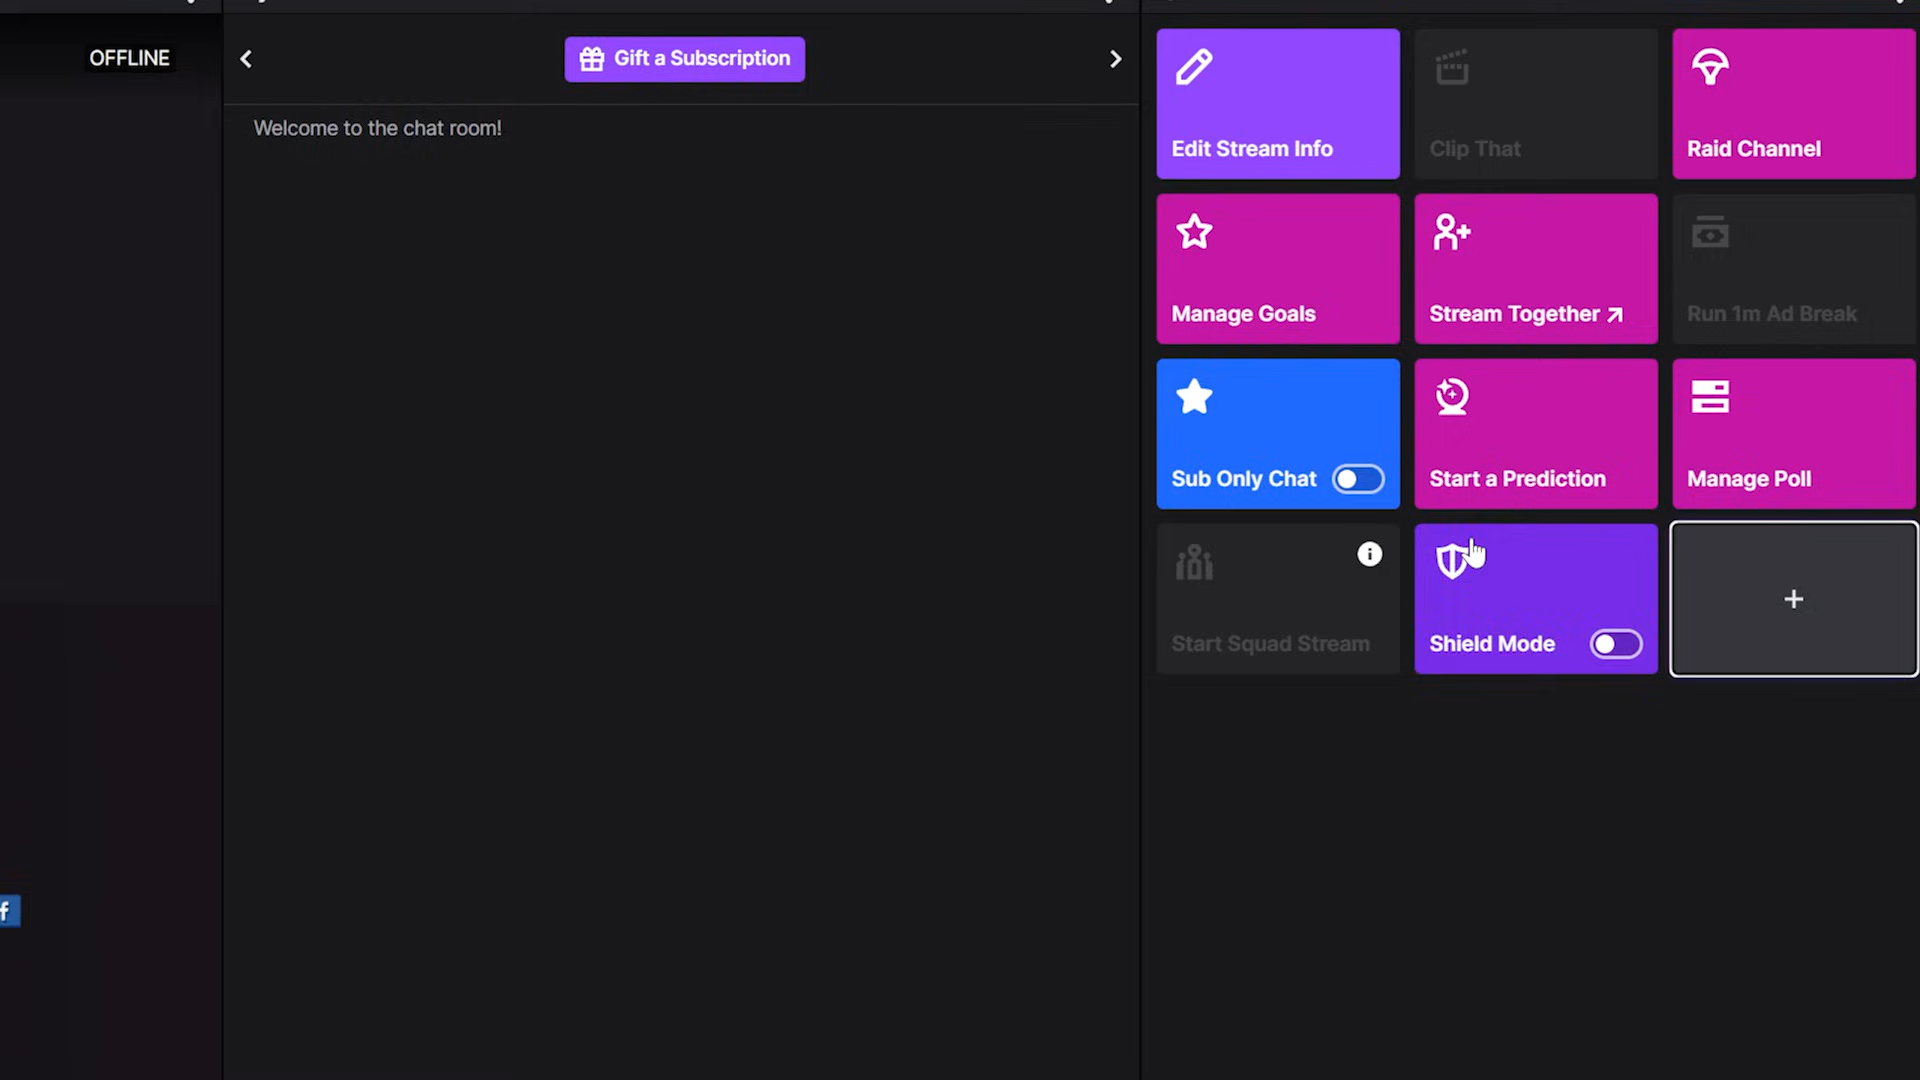 OFFLINE
Gift a Subscription
Welcome to the chat room!
Edit Stream Info
Clip That
Raid Channel
Manage Goals
Stream Together
Run 1m Ad Break
Sub Only Chat
Start a Prediction
Manage Poll
Start Squad Stream
Shield Mode
f